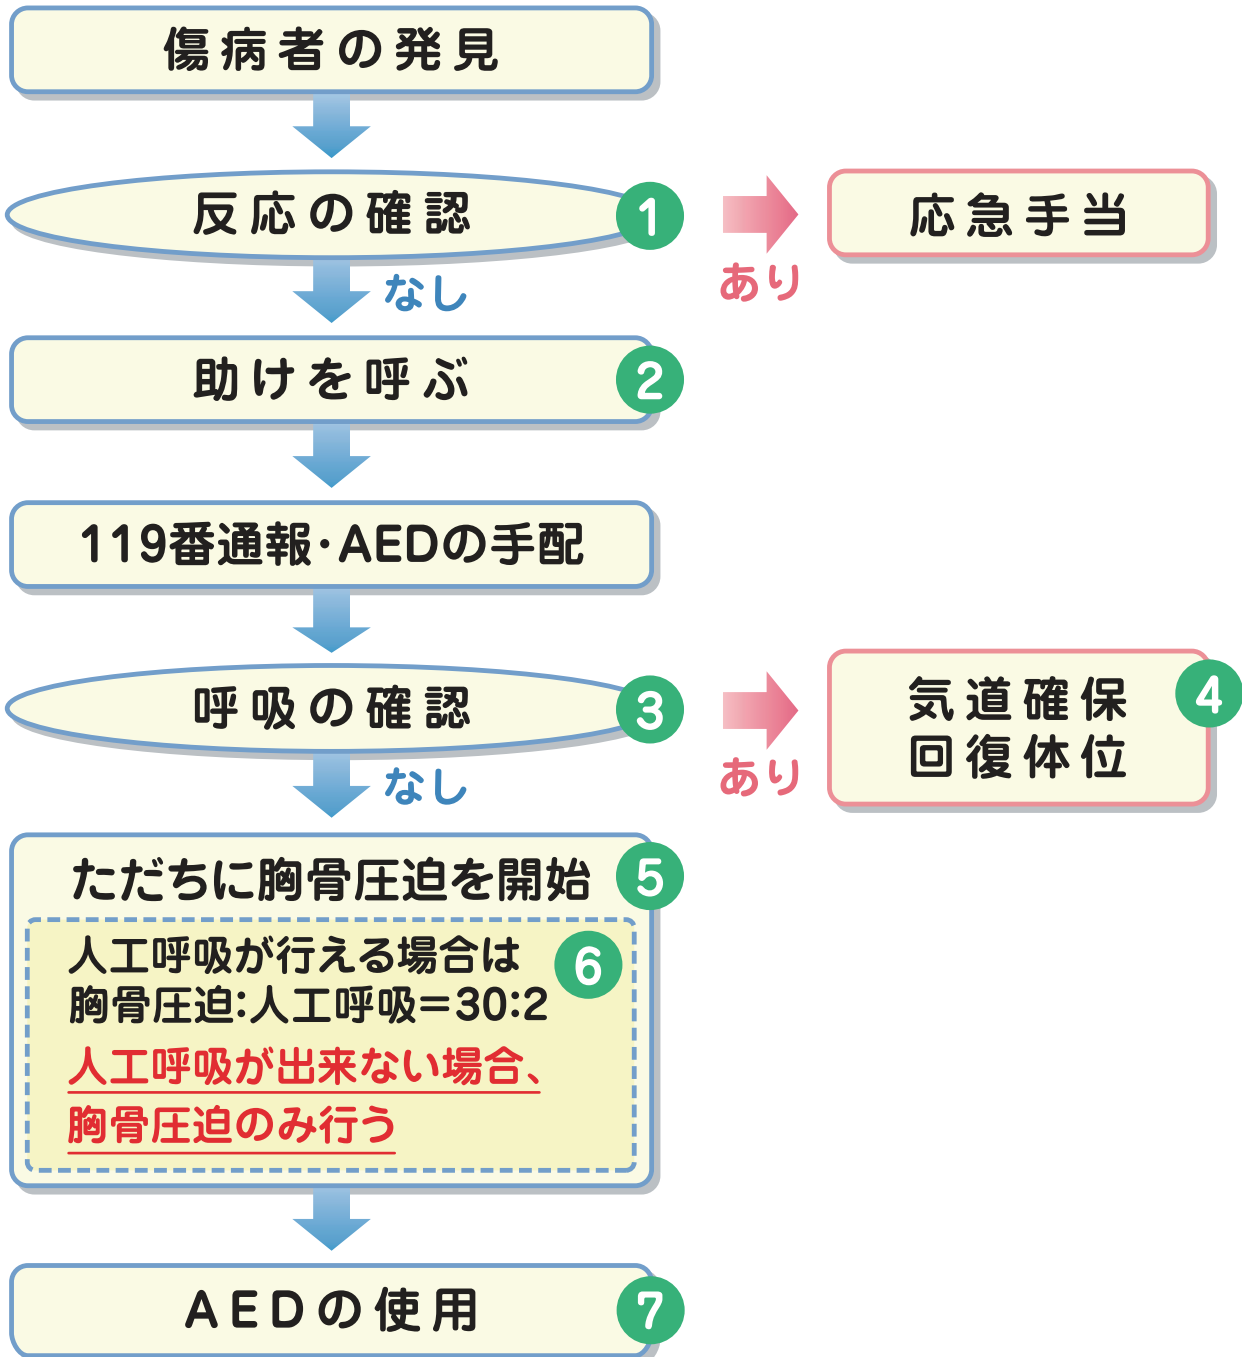 傷病者の発見
反応の確認
1
あり
応急手当
なし
助けを呼ぶ
2
119番通報・AEDの手配
呼吸の確認
3
あり
気道確保
回復体位
4
なし
ただちに胸骨圧迫を開始
5
人工呼吸が行える場合は
胸骨圧迫:人工呼吸=30:2
6
人工呼吸が出来ない場合、
胸骨圧迫のみ行う
AEDの使用
7